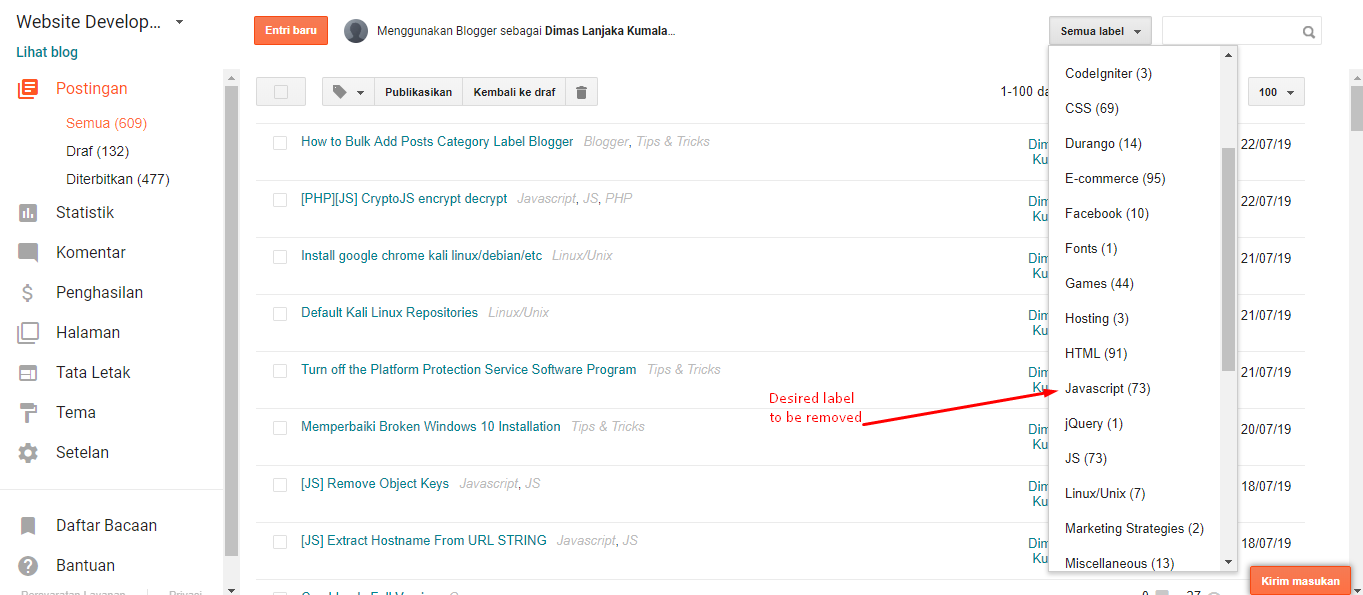 Website Develop...
Lihat blog
Entri baru
Menggunakan Blogger sebagai Dimas Lanjaka Kumala...
Semua label
Postingan
Semua (609)
Draf (132)
Diterbitkan (477)
Statistik
Komentar
Penghasilan
Halaman
Tata Letak
Tema
Setelan
Daftar Bacaan
Bantuan
Persyaratan Layanan
Privasi
Publikasikan
Kembali ke draf
1-100 da
100
How to Bulk Add Posts Category Label Blogger Blogger, Tips & Tricks
Dim
Ku
22/07/19
[PHP][JS] CryptoJS encrypt decrypt Javascript, JS, PHP
Dim
Ku
22/07/19
Install google chrome kali linux/debian/etc Linux/Unix
Dim
Ku
21/07/19
Default Kali Linux Repositories Linux/Unix
Dim
Ku
21/07/19
Turn off the Platform Protection Service Software Program Tips & Tricks
Dim
Ku
21/07/19
Memperbaiki Broken Windows 10 Installation Tips & Tricks
Dim
Ku
20/07/19
[JS] Remove Object Keys Javascript, JS
Dim
Ku
18/07/19
[JS] Extract Hostname From URL STRING Javascript, JS
Dim
Ku
18/07/19
Desired label
to be removed
CodeIgniter (3)
CSS (69)
Durango (14)
E-commerce (95)
Facebook (10)
Fonts (1)
Games (44)
Hosting (3)
HTML (91)
Javascript (73)
jQuery (1)
JS (73)
Linux/Unix (7)
Marketing Strategies (2)
Miscellaneous (13)
Kirim masukan